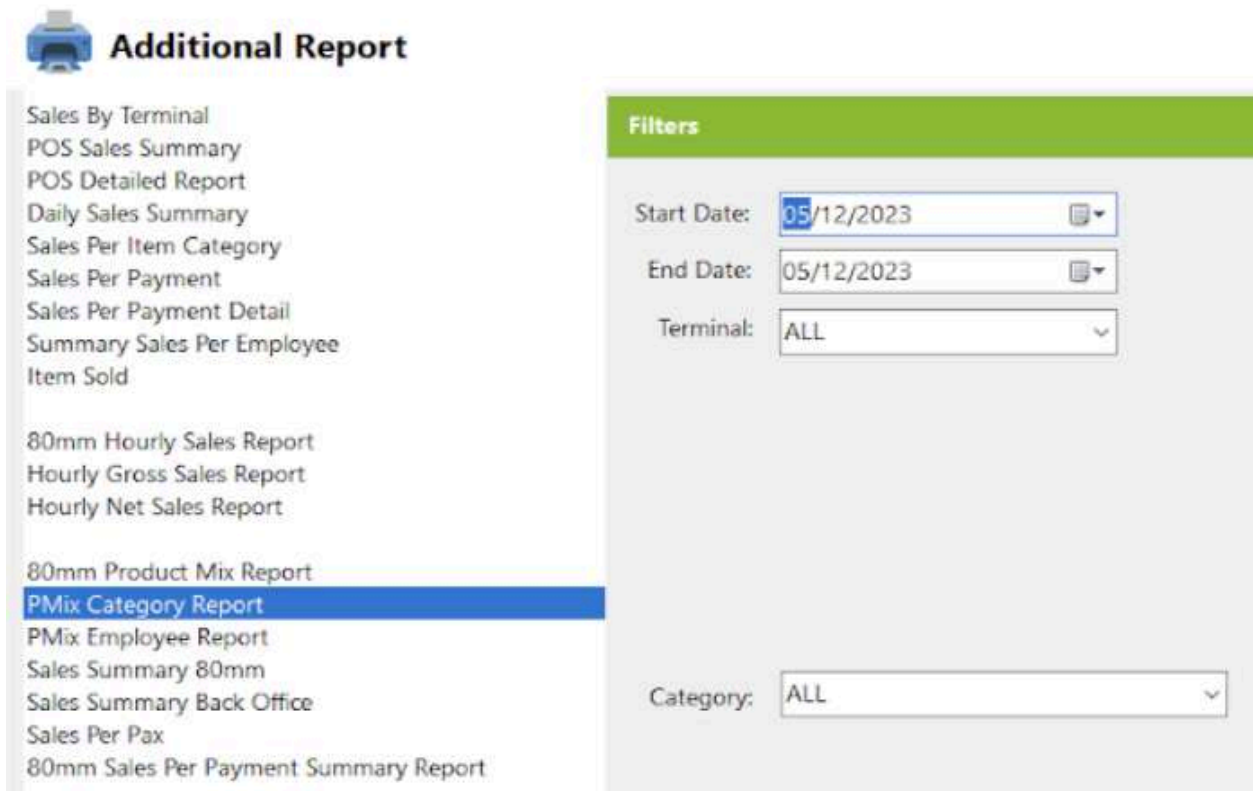 Additional Report
Sales By Terminal
POS Sales Summary
POS Detailed Report
Daily Sales Summary
Sales Per Item Category
Sales Per Payment
Sales Per Payment Detail
Summary Sales Per Employee
Item Sold
80mm Hourly Sales Report
Hourly Gross Sales Report
Hourly Net Sales Report
80mm Product Mix Report
PMix Category Report
PMix Employee Report
Sales Summary 80mm
Sales Summary Back Office
Sales Per Pax
80mm Sales Per Payment Summary Report
Filters
Start Date: 05/12/2023
End Date: 05/12/2023
Terminal: ALL
Category: ALL